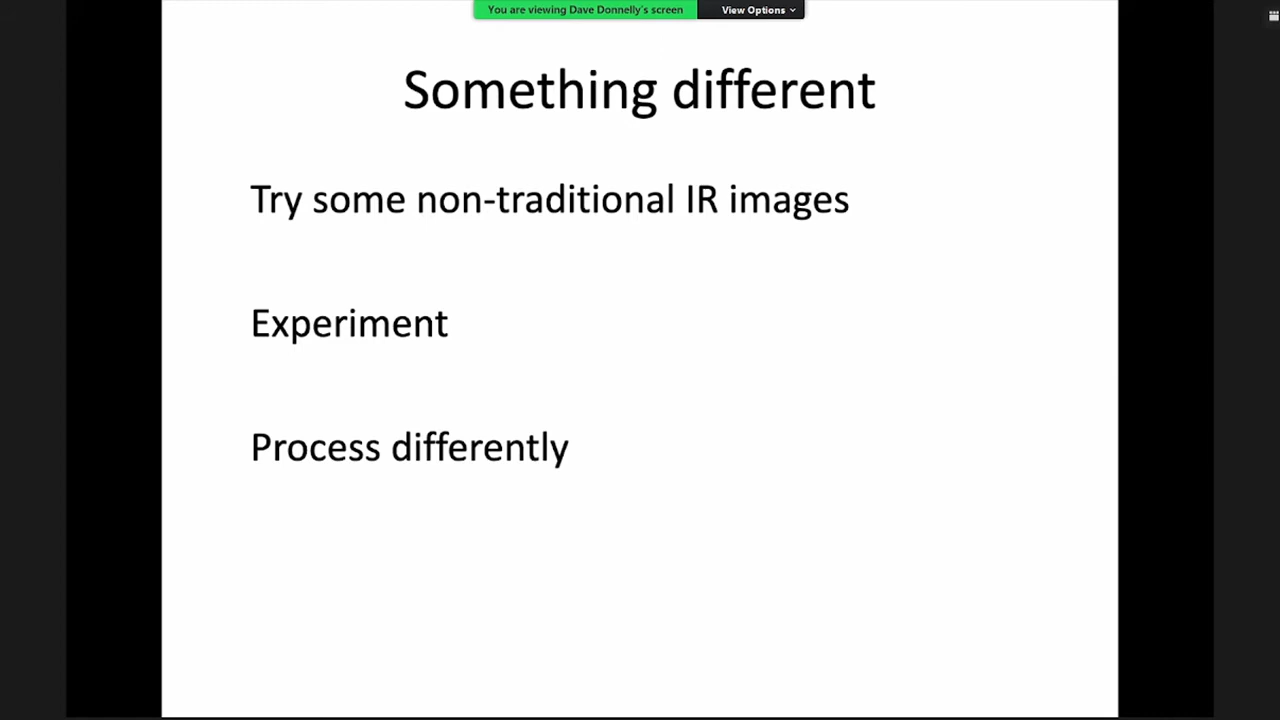 You are viewing Dave Donnelly's screen View Options
Something different
Try some non-traditional IR images
Experiment
Process differently